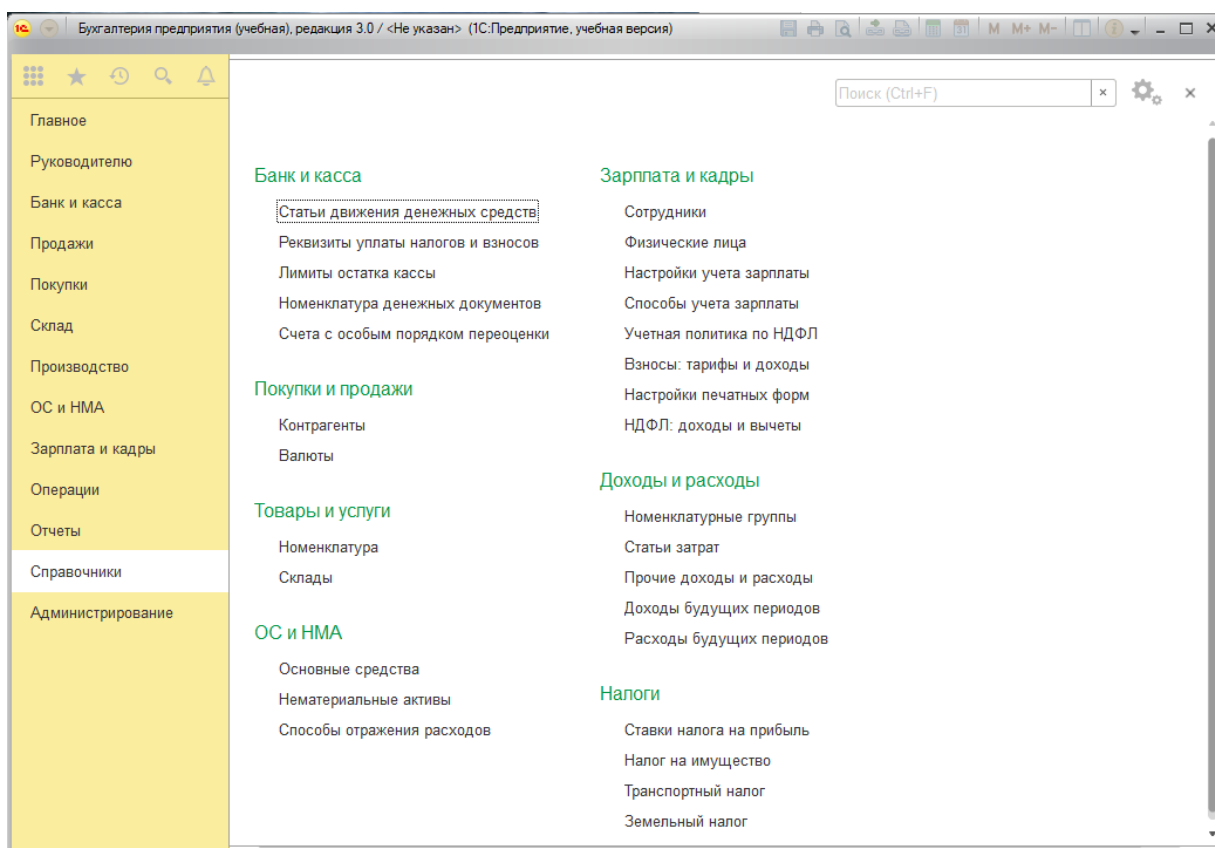 1С Бухгалтерия предприятия (учебная), редакция 3.0 / <Не указан> (1С:Предприятие, учебная версия) 31 M M+ M-
Поиск (Ctrl+F)
Главное
Руководителю
Банк и касса
Продажи
Покупки
Склад
Производство
ОС и НМА
Зарплата и кадры
Операции
Отчеты
Справочники
Администрирование
Банк и касса
Статьи движения денежных средств
Реквизиты уплаты налогов и взносов
Лимиты остатка кассы
Номенклатура денежных документов
Счета с особым порядком переоценки
Покупки и продажи
Контрагенты
Валюты
Товары и услуги
Номенклатура
Склады
ОС и НМА
Основные средства
Нематериальные активы
Способы отражения расходов
Зарплата и кадры
Сотрудники
Физические лица
Настройки учета зарплаты
Способы учета зарплаты
Учетная политика по НДФЛ
Взносы: тарифы и доходы
Настройки печатных форм
НДФЛ: доходы и вычеты
Доходы и расходы
Номенклатурные группы
Статьи затрат
Прочие доходы и расходы
Доходы будущих периодов
Расходы будущих периодов
Налоги
Ставки налога на прибыль
Налог на имущество
Транспортный налог
Земельный налог